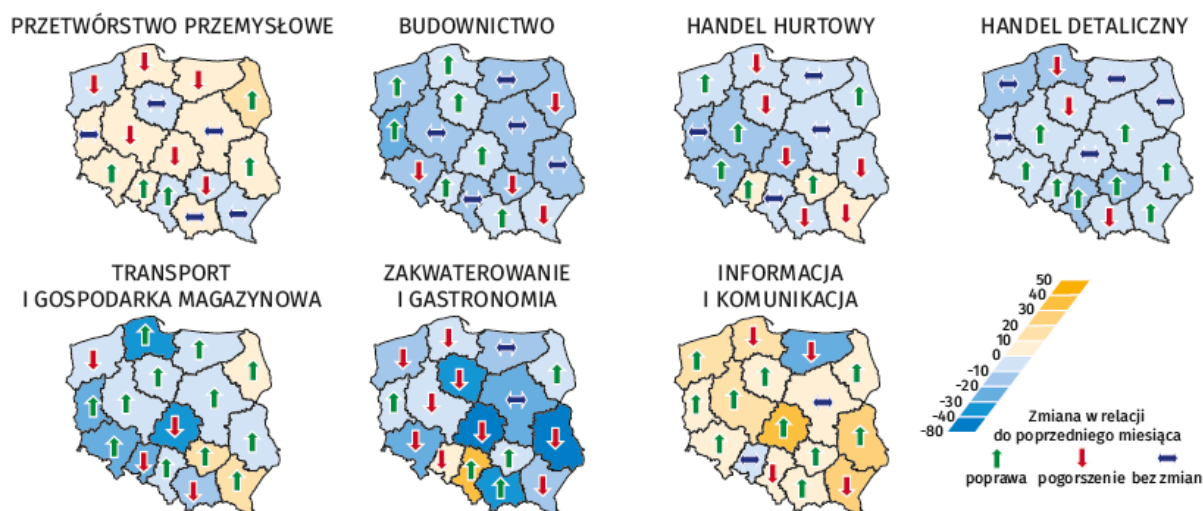 PRZETWÓRSTWO PRZEMYSŁOWE
BUDOWNICTWO
HANDEL HURTOWY
HANDEL DETALICZNY
TRANSPORT
I GOSPODARKA MAGAZYNOWA
ZAKWATEROWANIE
I GASTRONOMIA
INFORMACJA
I KOMUNIKACJA
50
40
30
20
10
0
-10
-20
-30
-40
-80
Zmiana w relacji
do poprzedniego miesiąca
poprawa pogorszenie bez zmian